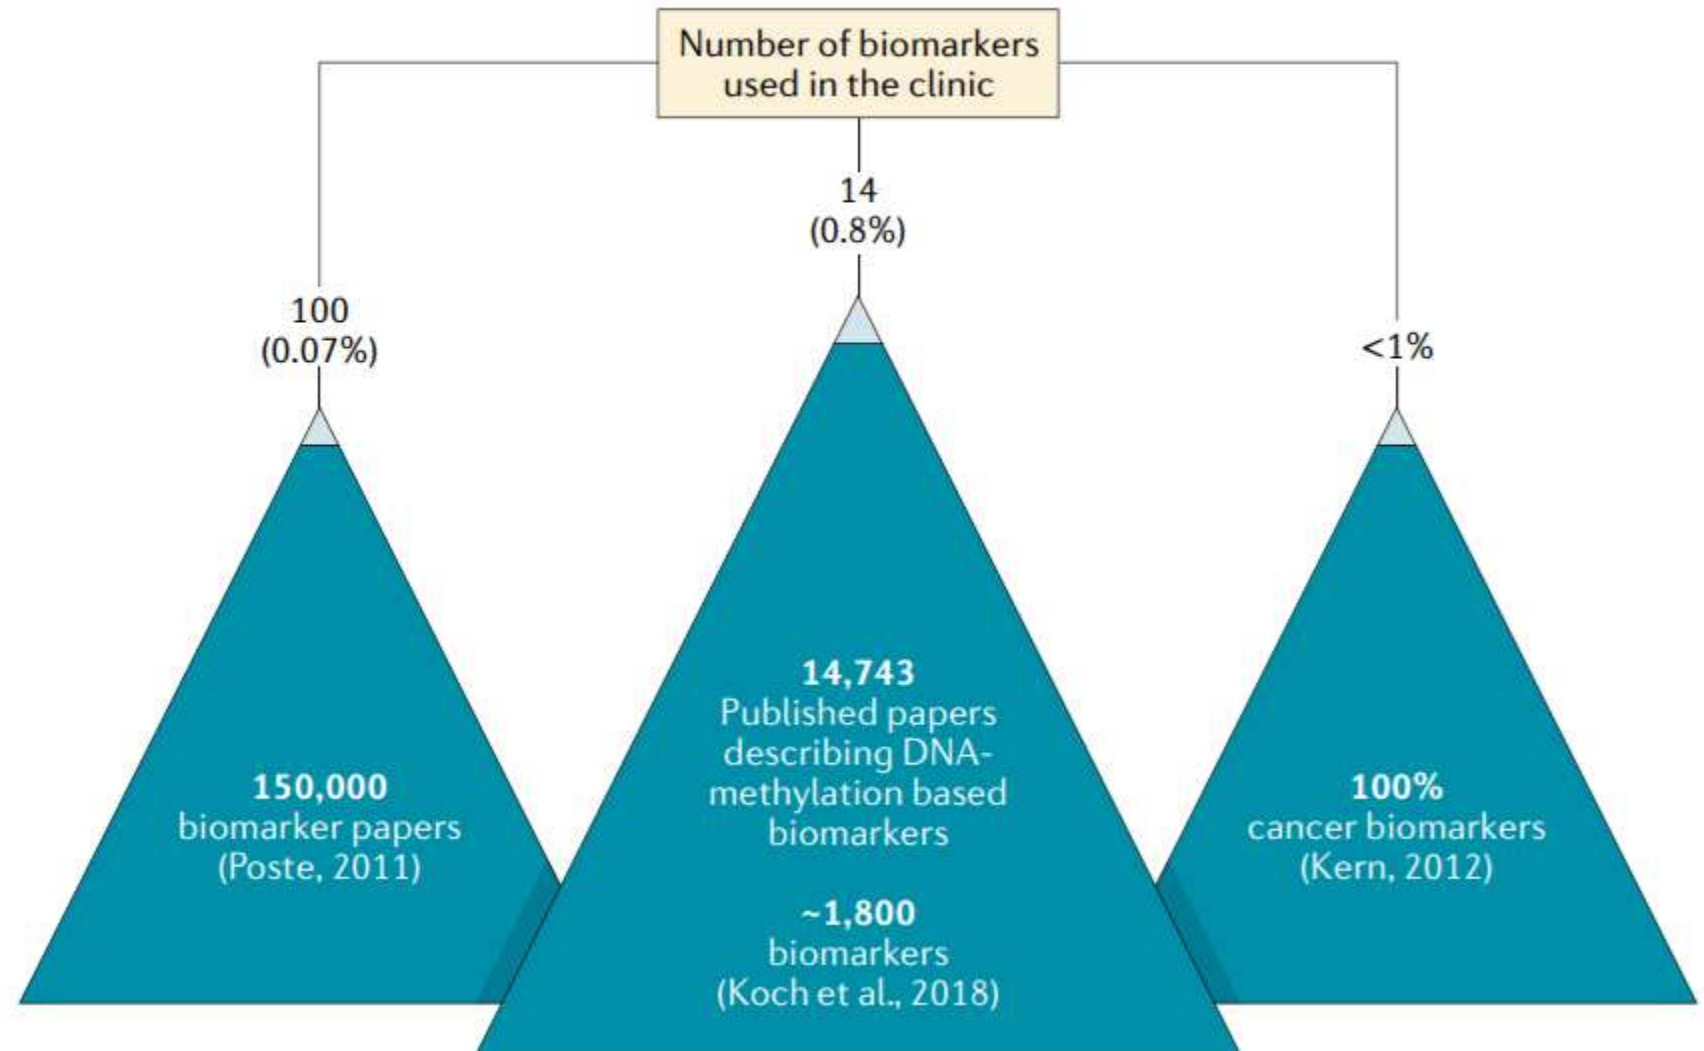 Number of biomarkers
used in the clinic
14
(0.8%)
100
(0.07%)
<1%
150,000
biomarker papers
(Poste, 2011)
14,743
Published papers
describing DNA-
methylation based
biomarkers
~1,800
biomarkers
(Koch et al., 2018)
100%
cancer biomarkers
(Kern, 2012)